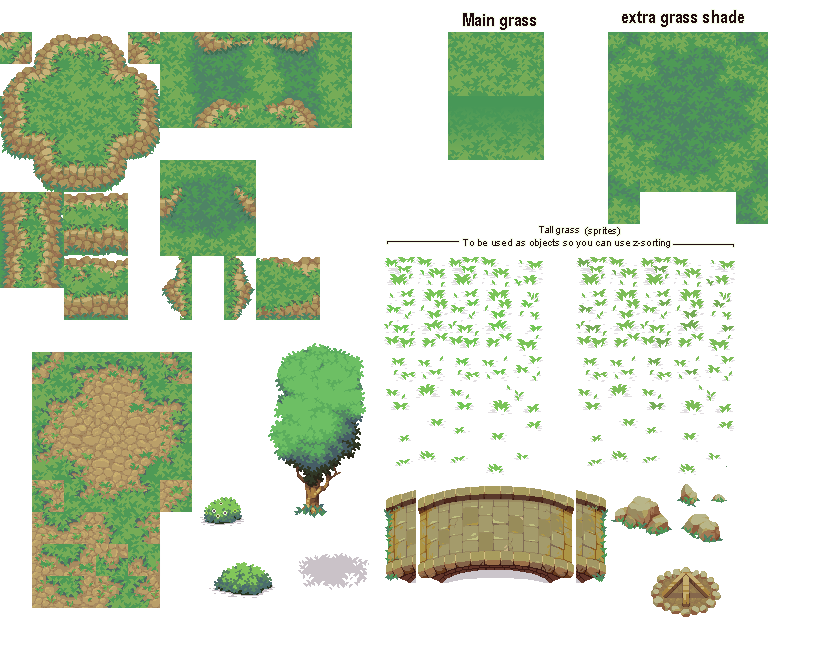 Main grass
extra grass shade
Tall grass (sprites)
To be used as objects so you can use z-sorting